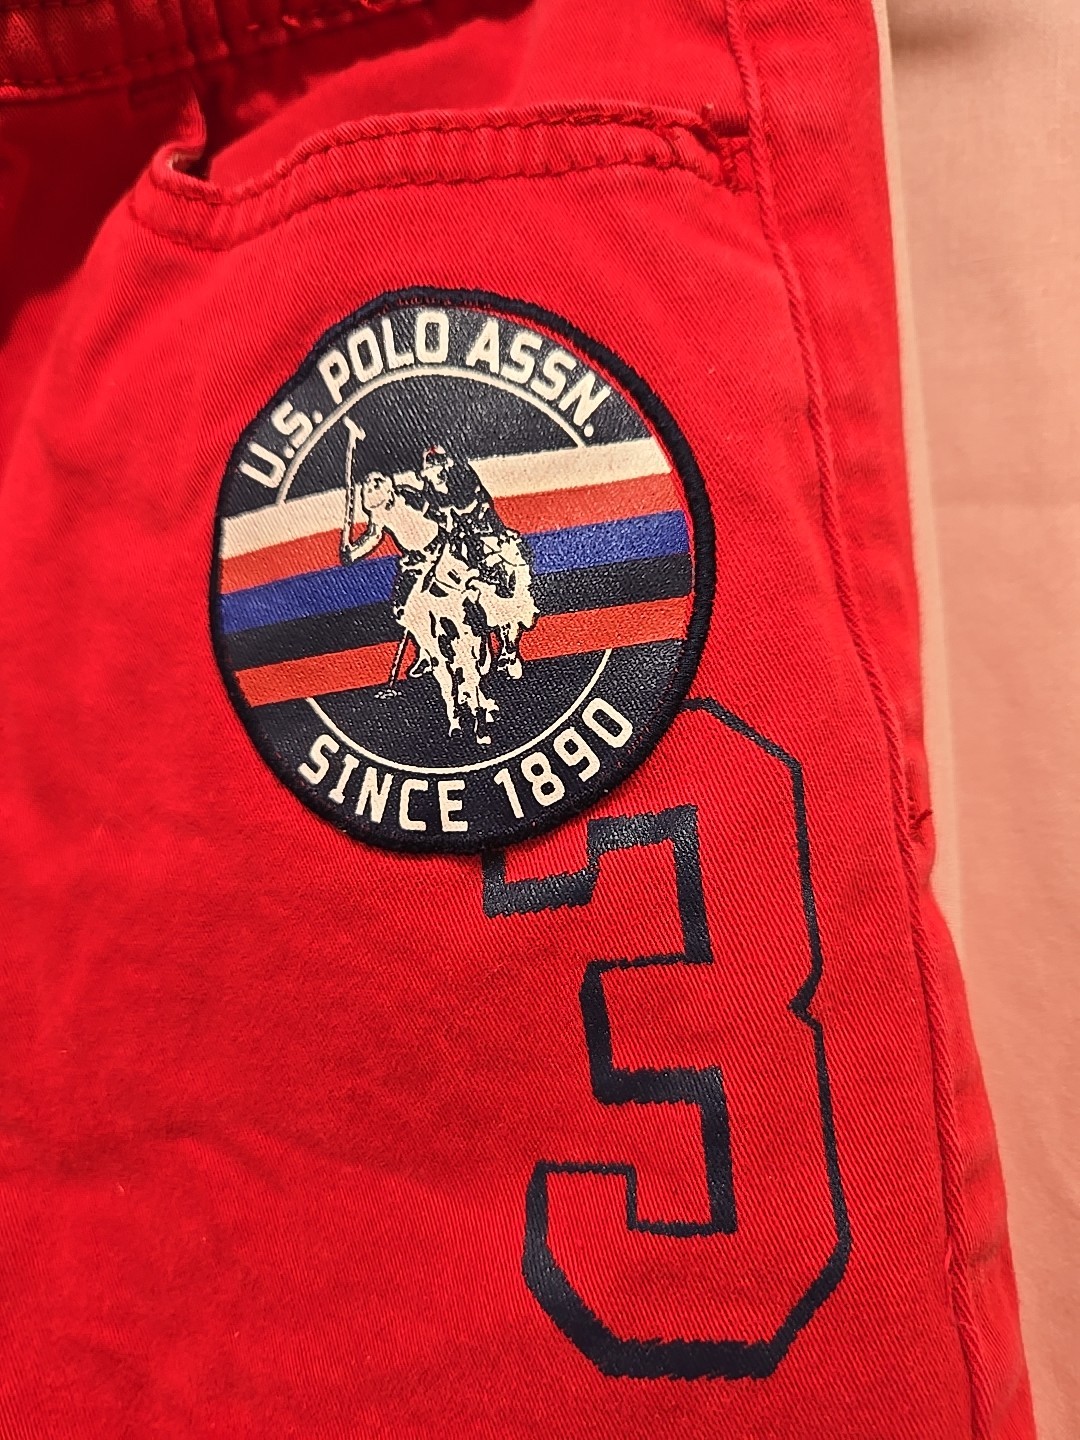 U.S. POLO ASSN.
SINCE 1890
3